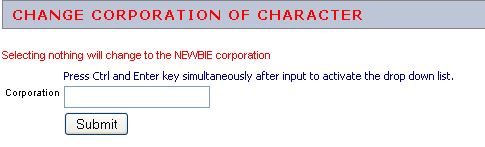 CHANGE CORPORATION OF CHARACTER
Selecting nothing will change to the NEWBIE corporation
Press Ctrl and Enter key simultaneously after input to activate the drop down list.
Corporation
Submit